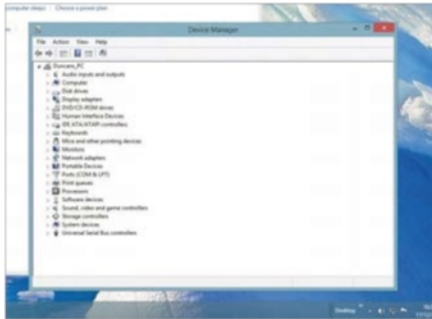 computer sleeps
Choose a power plan
Device Manager
File Action View Help
Duncans_PC
Audio inputs and outputs
Computer
Disk drives
Display adapters
DVD/CD-ROM drives
Human Interface Devices
IDE ATA/ATAPI controllers
Keyboards
Mice and other pointing devices
Monitors
Network adapters
Portable Devices
Ports (COM & LPT)
Print queues
Processors
Software devices
Sound, video and game controllers
Storage controllers
System devices
Universal Serial Bus controllers
Desktop